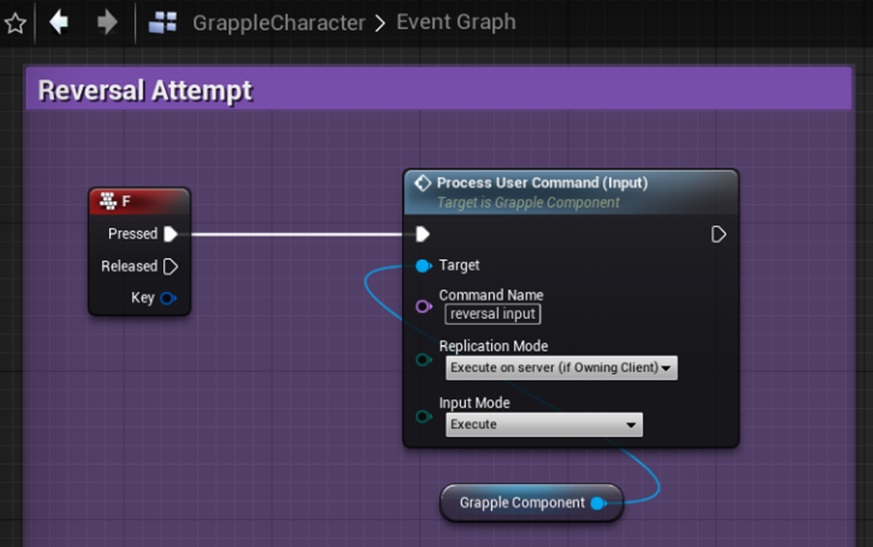 GrappleCharacter > Event Graph
Reversal Attempt
F
Pressed
Released
Key
Process User Command (Input)
Target is Grapple Component
Target
Command Name
reversal input
Replication Mode
Execute on server (if Owning Client)
Input Mode
Execute
Grapple Component